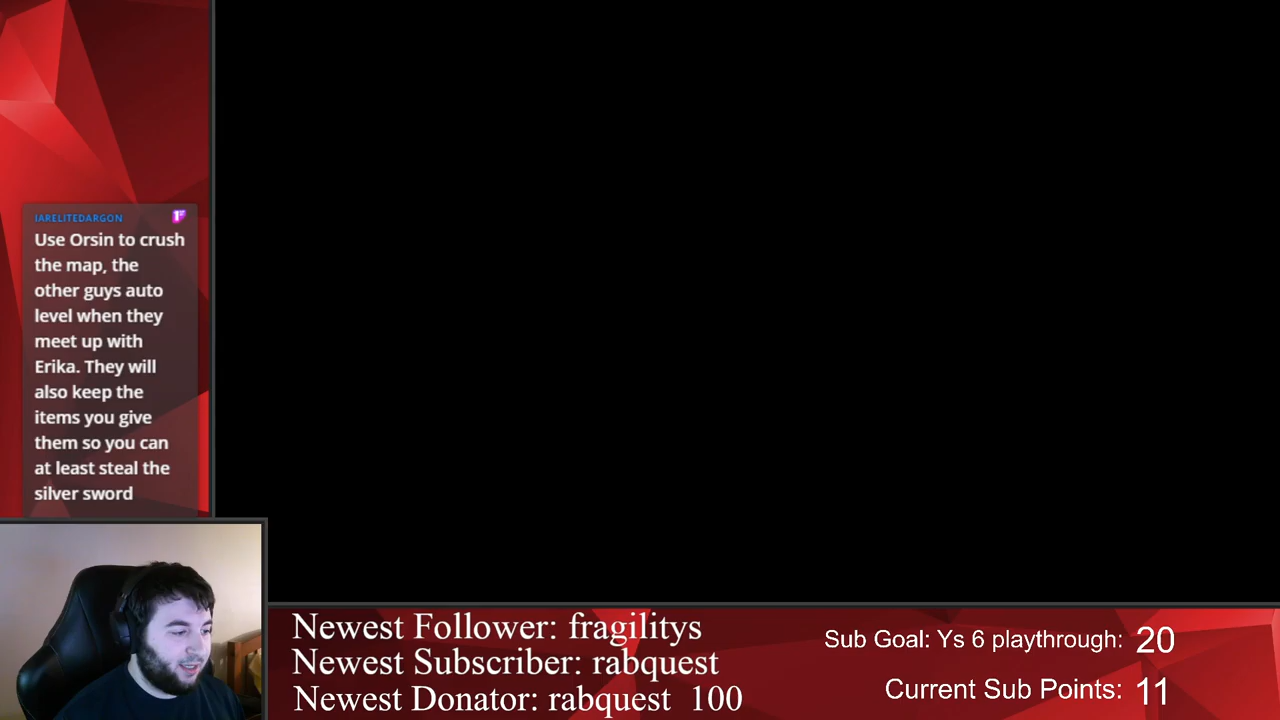 IARELITEDARGON
Use Orsin to crush
the map, the
other guys auto
level when they
meet up with
Erika. They will
also keep the
items you give
them so you can
at least steal the
silver sword
Newest Follower: fragilitys
Newest Subscriber: rabquest
Newest Donator: rabquest 100
Sub Goal: Ys 6 playthrough: 20
Current Sub Points: 11